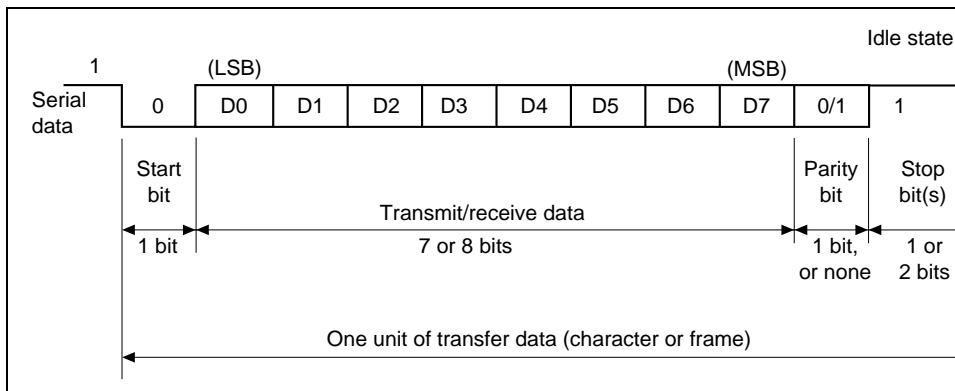 Idle state
1
(LSB)
(MSB)
Serial
data
0
D0
D1
D2
D3
D4
D5
D6
D7
0/1
1
Start
bit
Parity
bit
Stop
bit(s)
Transmit/receive data
1 bit
7 or 8 bits
1 bit,
or none
1 or
2 bits
One unit of transfer data (character or frame)